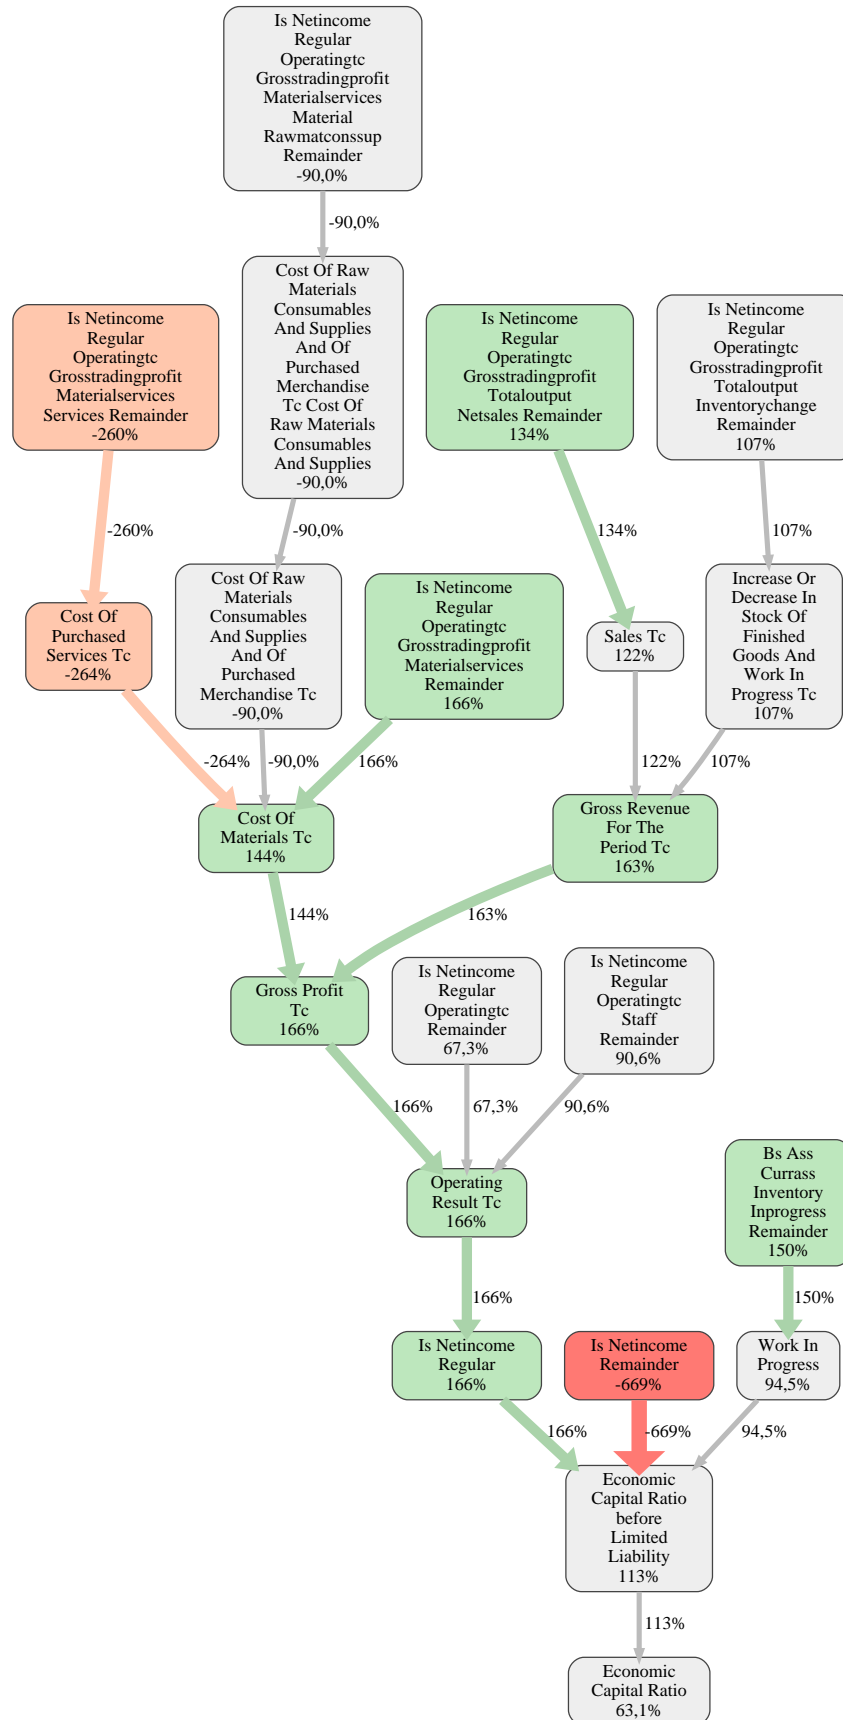 Is Netincome
Regular
Operatingtc
Grosstradingprofit
Materialservices
Material
Rawmatconssup
Remainder
-90,0%
-90,0%
Cost Of Raw
Materials
Consumables
And Supplies
And Of
Purchased
Merchandise
Tc Cost Of
Raw Materials
Consumables
And Supplies
-90,0%
Is Netincome
Regular
Operatingtc
Grosstradingprofit
Materialservices
Services Remainder
-260%
Is Netincome
Regular
Operatingtc
Grosstradingprofit
Totaloutput
Netsales Remainder
134%
Is Netincome
Regular
Operatingtc
Grosstradingprofit
Totaloutput
Inventorychange
Remainder
107%
-260%
-90,0%
134%
107%
Cost Of
Purchased
Services Tc
-264%
Cost Of Raw
Materials
Consumables
And Supplies
And Of
Purchased
Merchandise Tc
-90,0%
Is Netincome
Regular
Operatingtc
Grosstradingprofit
Materialservices
Remainder
166%
Sales Tc
122%
Increase Or
Decrease In
Stock Of
Finished
Goods And
Work In
Progress Tc
107%
-264%
-90,0%
166%
122%
107%
Cost Of
Materials Tc
144%
Gross Revenue
For The
Period Tc
163%
144%
163%
Gross Profit
Tc
166%
Is Netincome
Regular
Operatingtc
Remainder
67,3%
Is Netincome
Regular
Operatingtc
Staff
Remainder
90,6%
166%
67,3%
90,6%
Operating
Result Tc
166%
Bs Ass
Currass
Inventory
Inprogress
Remainder
150%
166%
150%
Is Netincome
Regular
166%
Is Netincome
Remainder
-669%
Work In
Progress
94,5%
166%
-669%
94,5%
Economic
Capital Ratio
before
Limited
Liability
113%
113%
Economic
Capital Ratio
63,1%